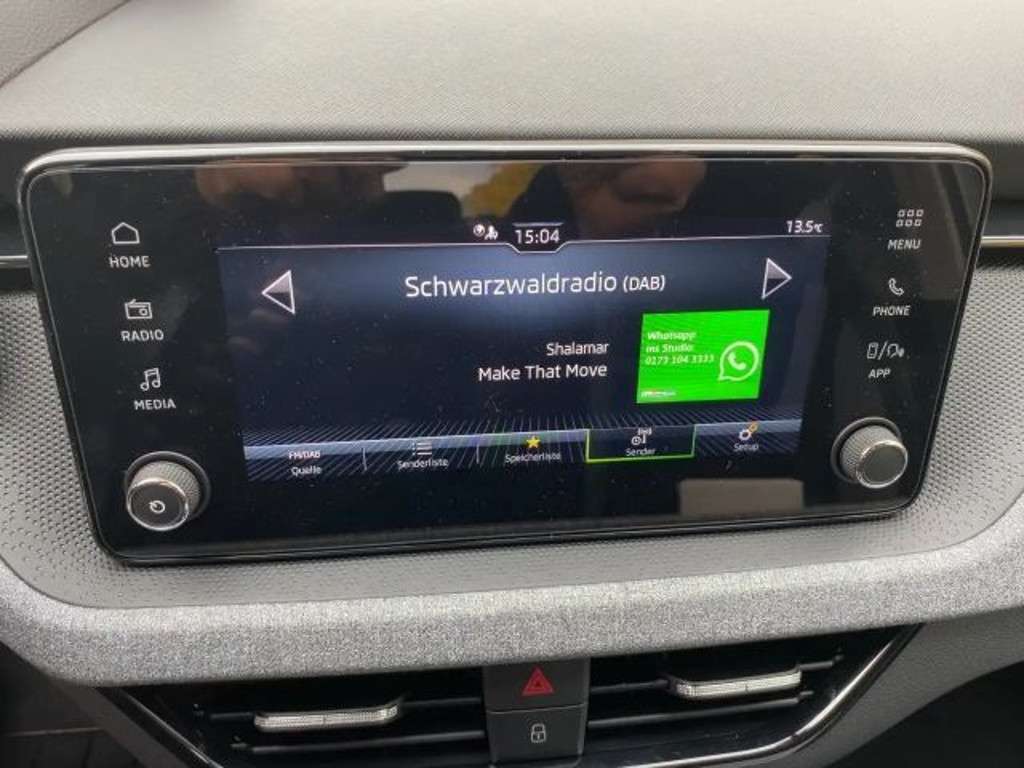 15:04
13.5°C
HOME
RADIO
MEDIA
Schwarzwaldradio (DAB)
Shalamar
Make That Move
Whatsapp
ins Studio:
0173 104 3333
FM/DAB
Quelle
Senderliste
Speicherliste
Sender
Setup
MENU
PHONE
APP